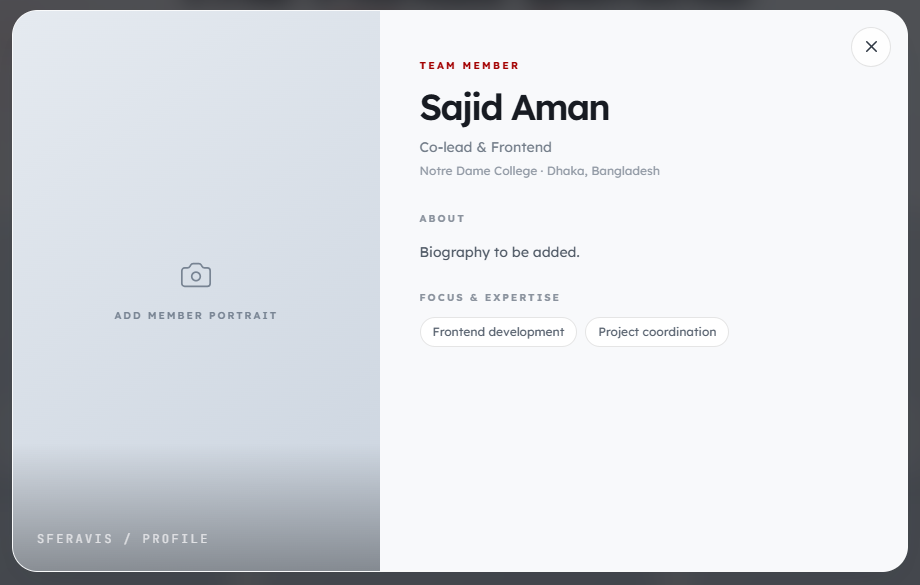 ADD MEMBER PORTRAIT
SFERAVIS / PROFILE
TEAM MEMBER
Sajid Aman
Co-lead & Frontend
Notre Dame College · Dhaka, Bangladesh
ABOUT
Biography to be added.
FOCUS & EXPERTISE
Frontend development
Project coordination